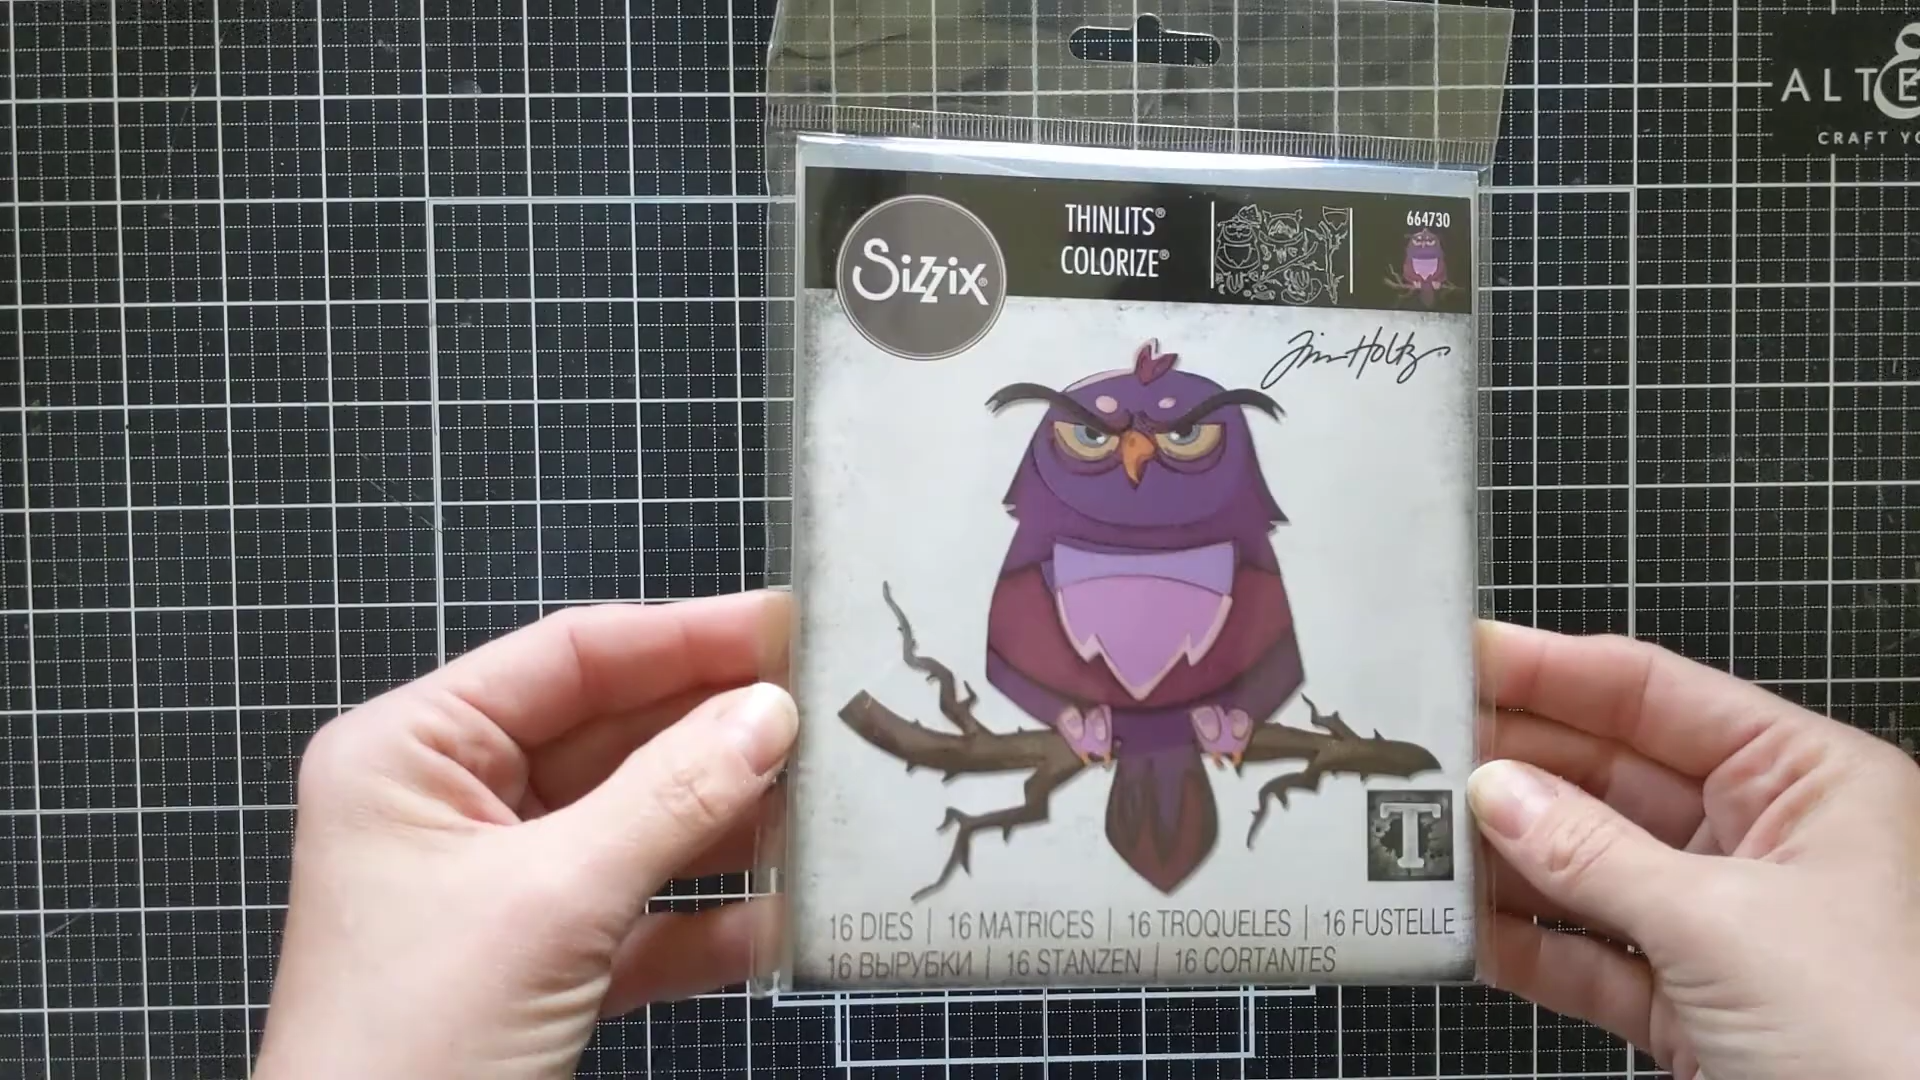 Sizzix®
THINLITS®
COLORIZE®
664730
Tim Holtz
T
16 DIES | 16 MATRICES | 16 TROQUELES | 16 FUSTELLE
16 ВЫРУБКИ | 16 STANZEN | 16 CORTANTES
ALTE
CRAFT YO